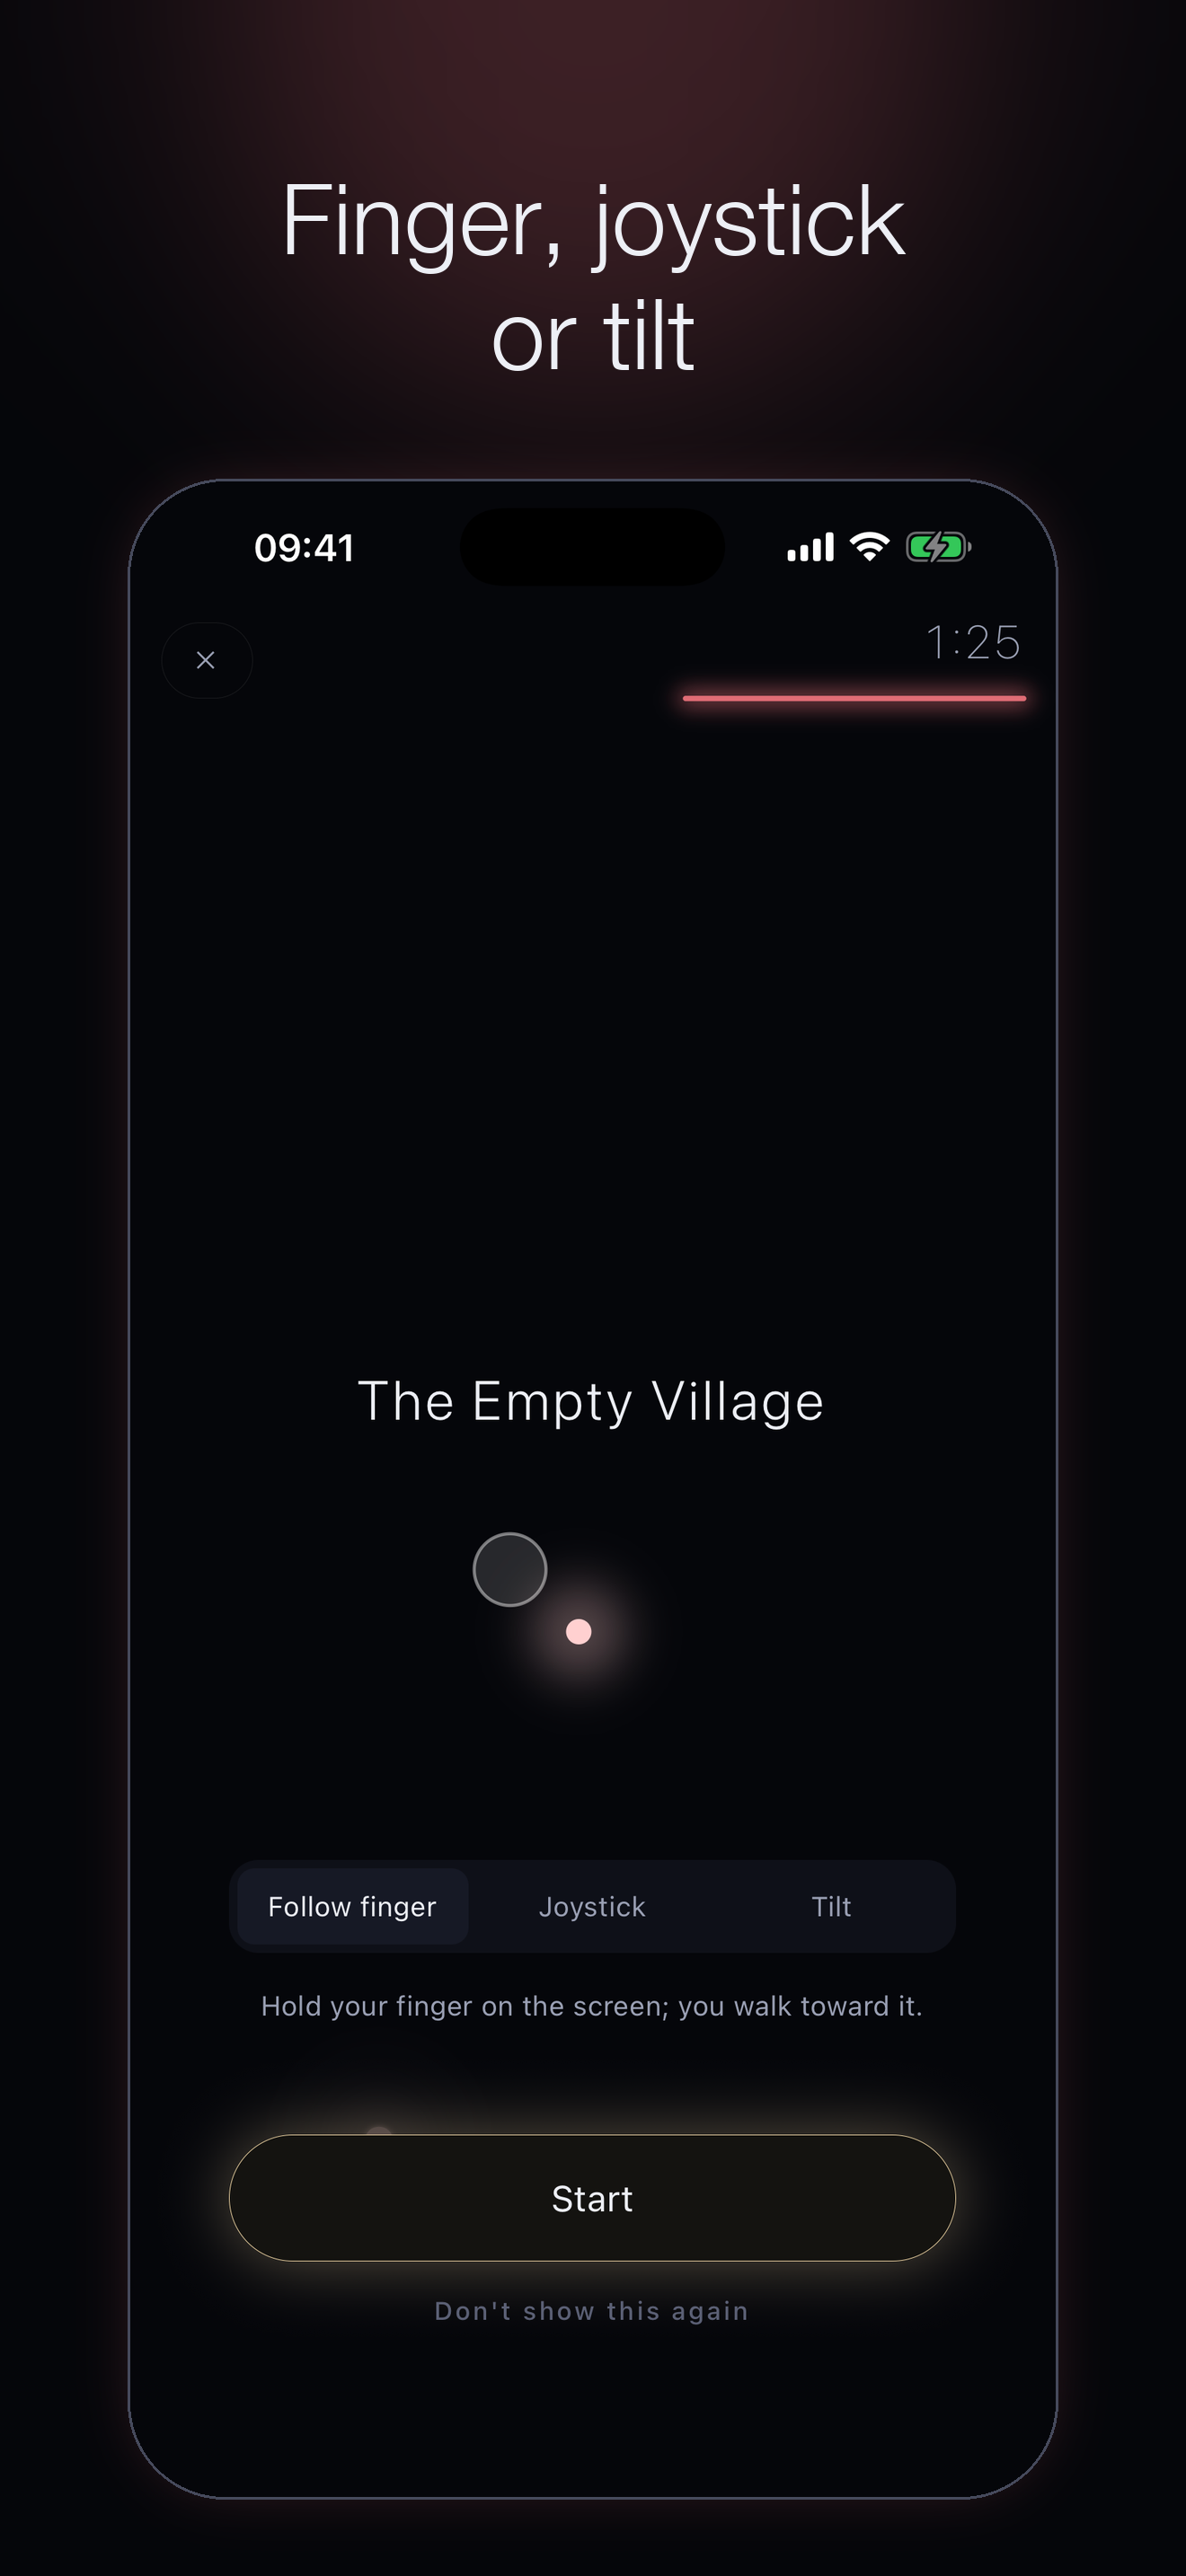 Finger, joystick
or tilt
09:41
1:25
The Empty Village
Follow finger Joystick Tilt
Hold your finger on the screen; you walk toward it.
Start
Don't show this again